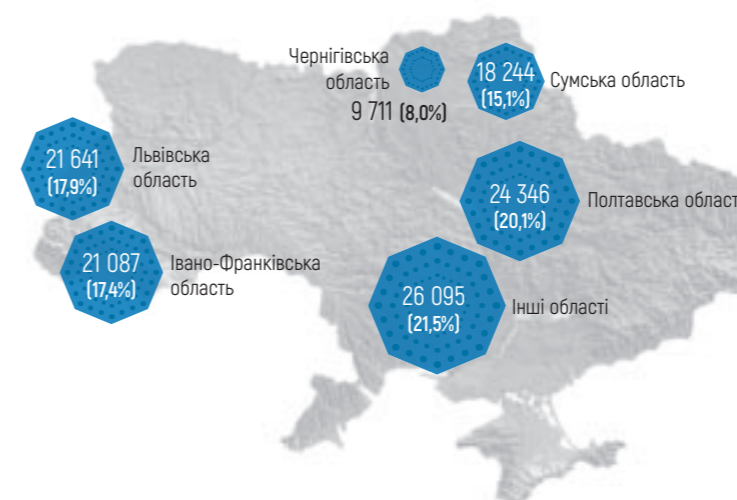 Чернігівська
область
9 711 (8,0%)
18 244
(15,1%)
Сумська область
21 641
(17,9%)
Львівська
область
24 346
(20,1%)
Полтавська област
21 087
(17,4%)
Івано-Франківська
область
26 095
(21,5%)
Інші області